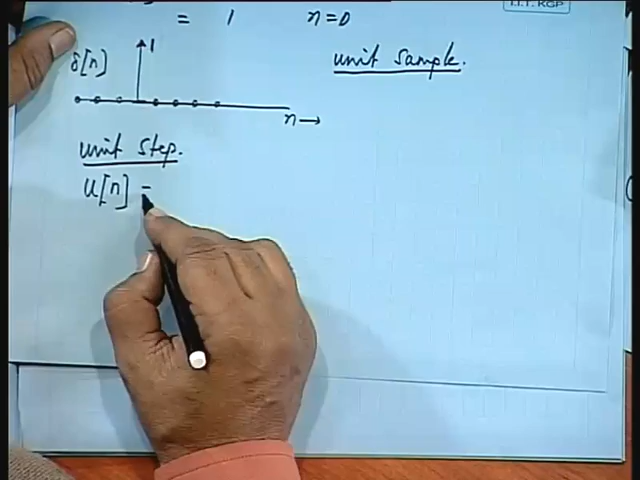 I.I.T. KGP
= 1 n=0
δ[n] 1
unit sample.
n→
unit step.
u[n] =